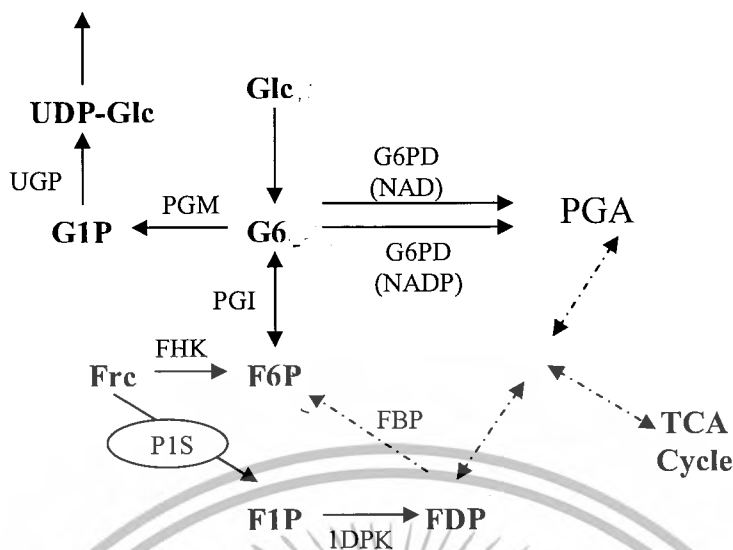 Glc
UDP-Glc
UGP
G6PD
(NAD)
PGM
G1P
G6
PGA
G6PD
(NADP)
PGI
FHK
Frc
F6P
FBP
P1S
TCA
Cycle
F1P
FDP
1DPK